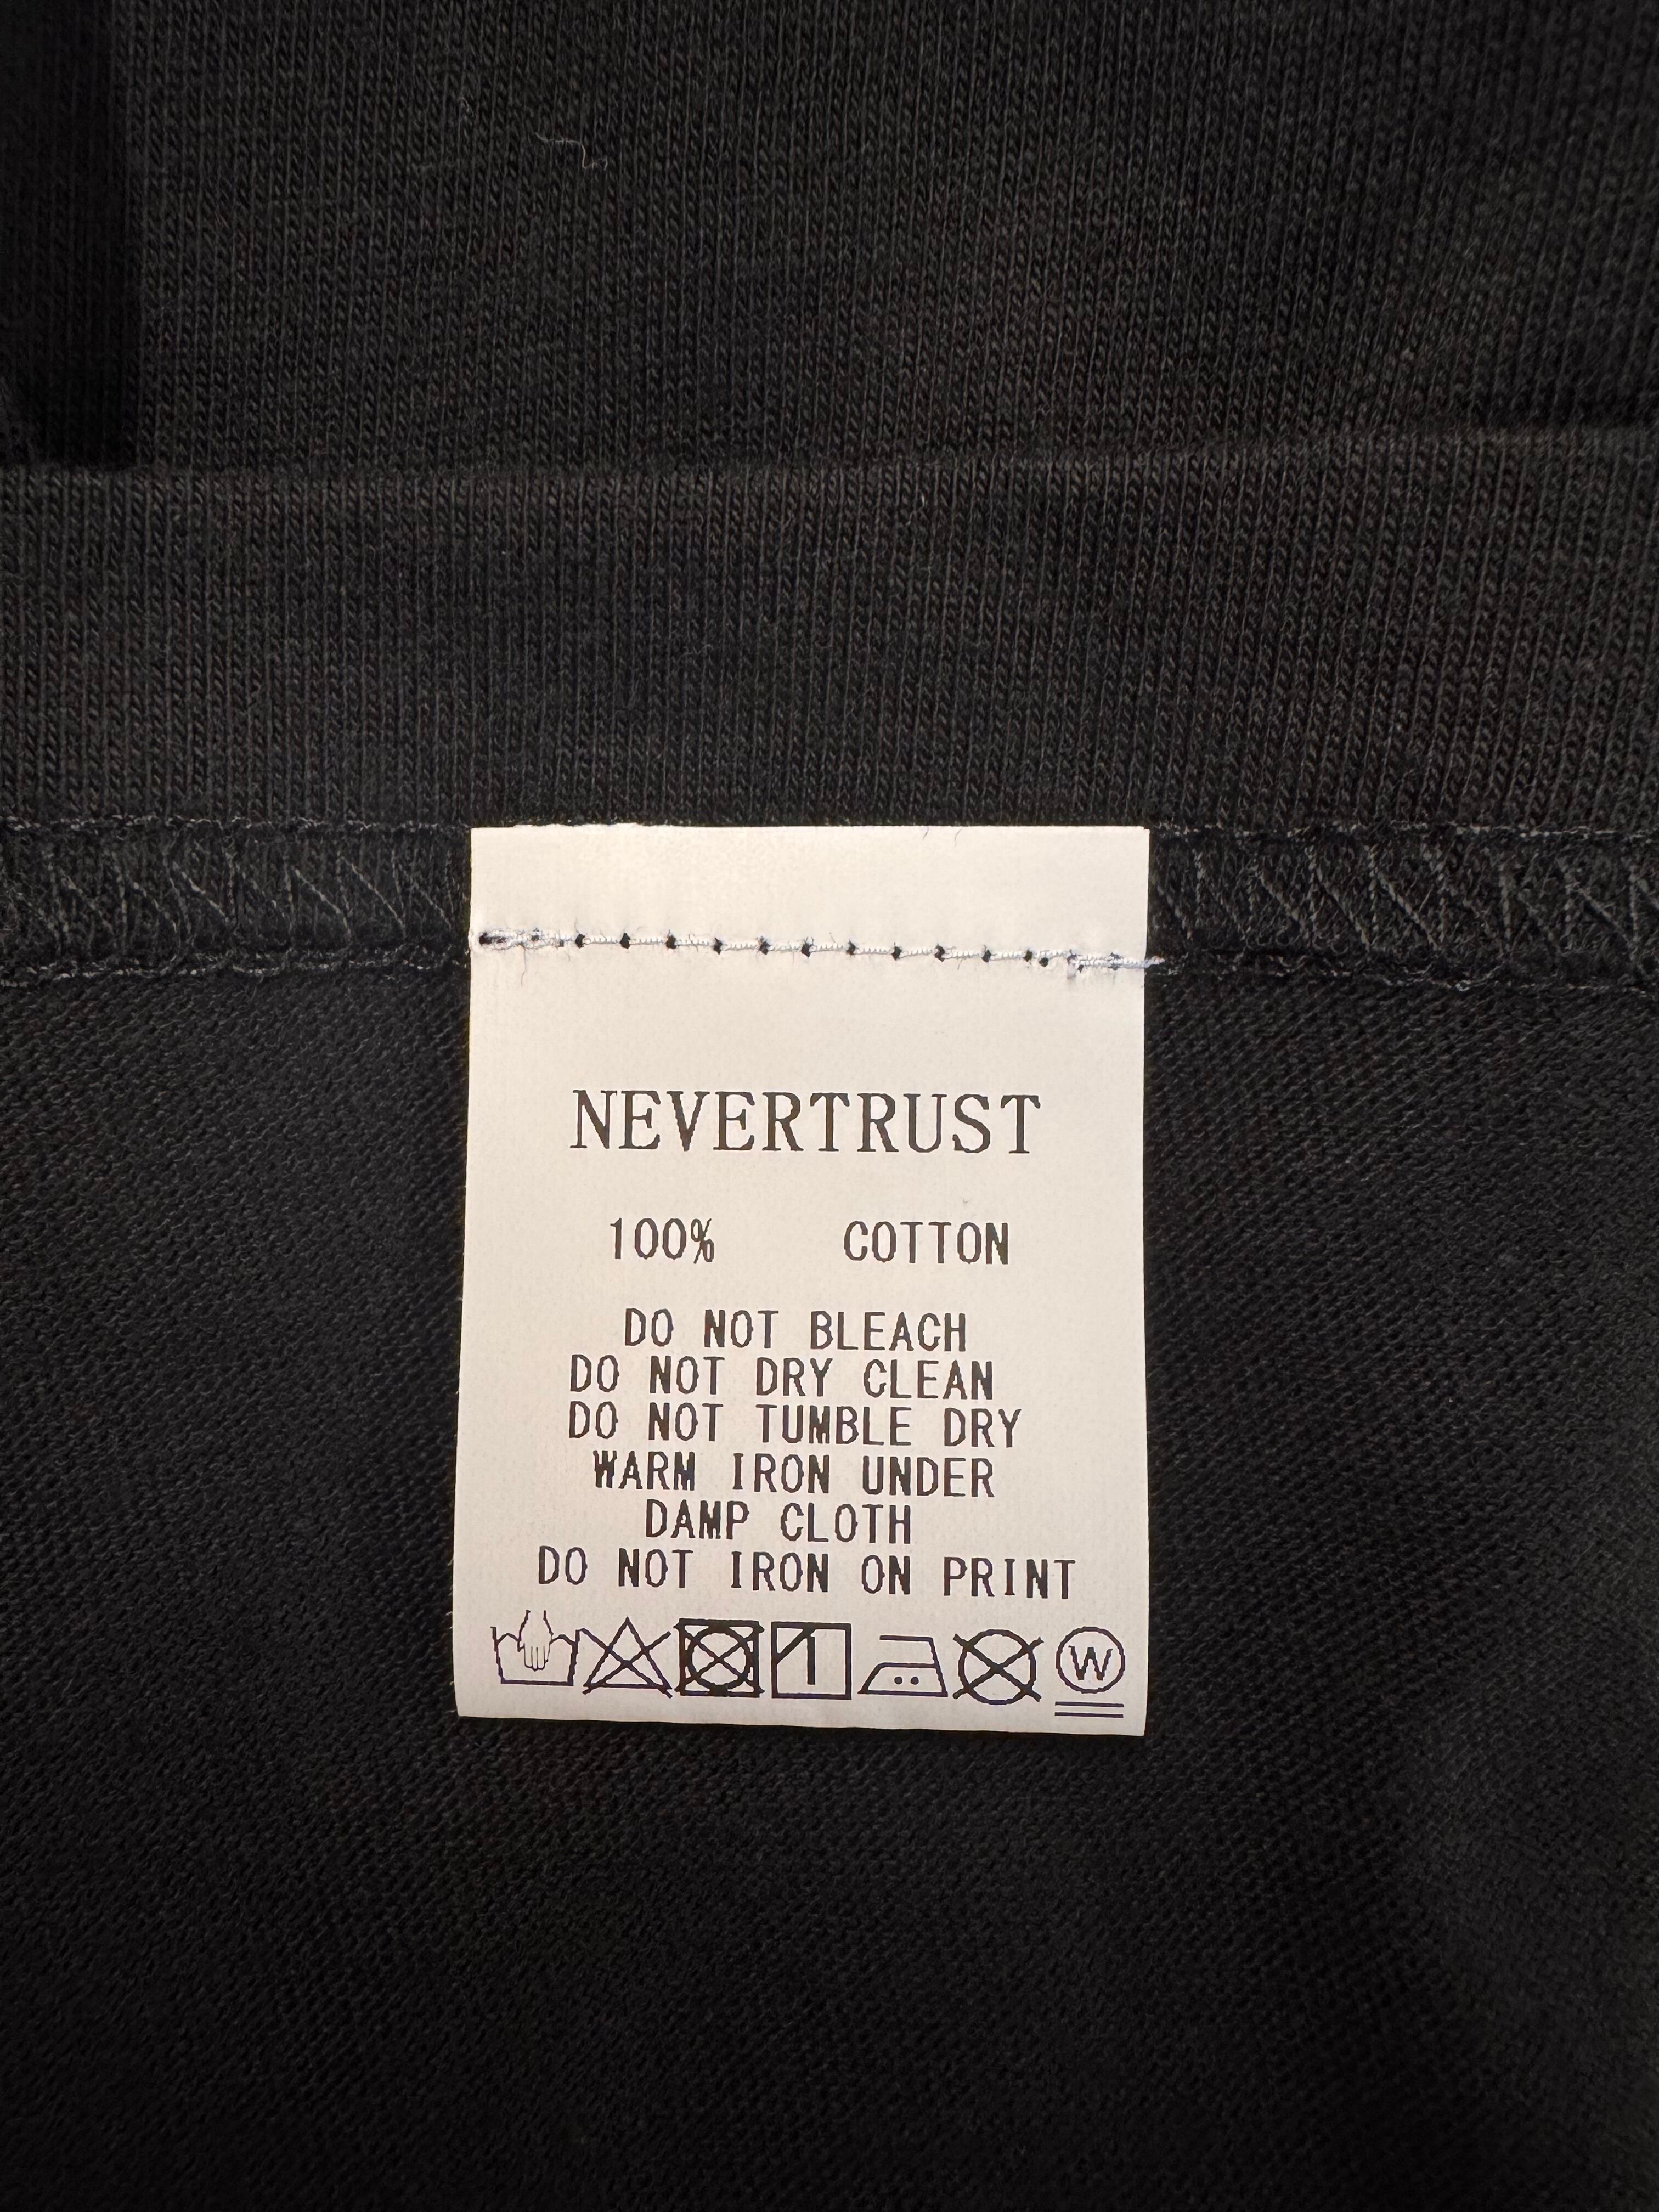 NEVERTRUST
100% COTTON
DO NOT BLEACH
DO NOT DRY CLEAN
DO NOT TUMBLE DRY
WARM IRON UNDER
DAMP CLOTH
DO NOT IRON ON PRINT
W